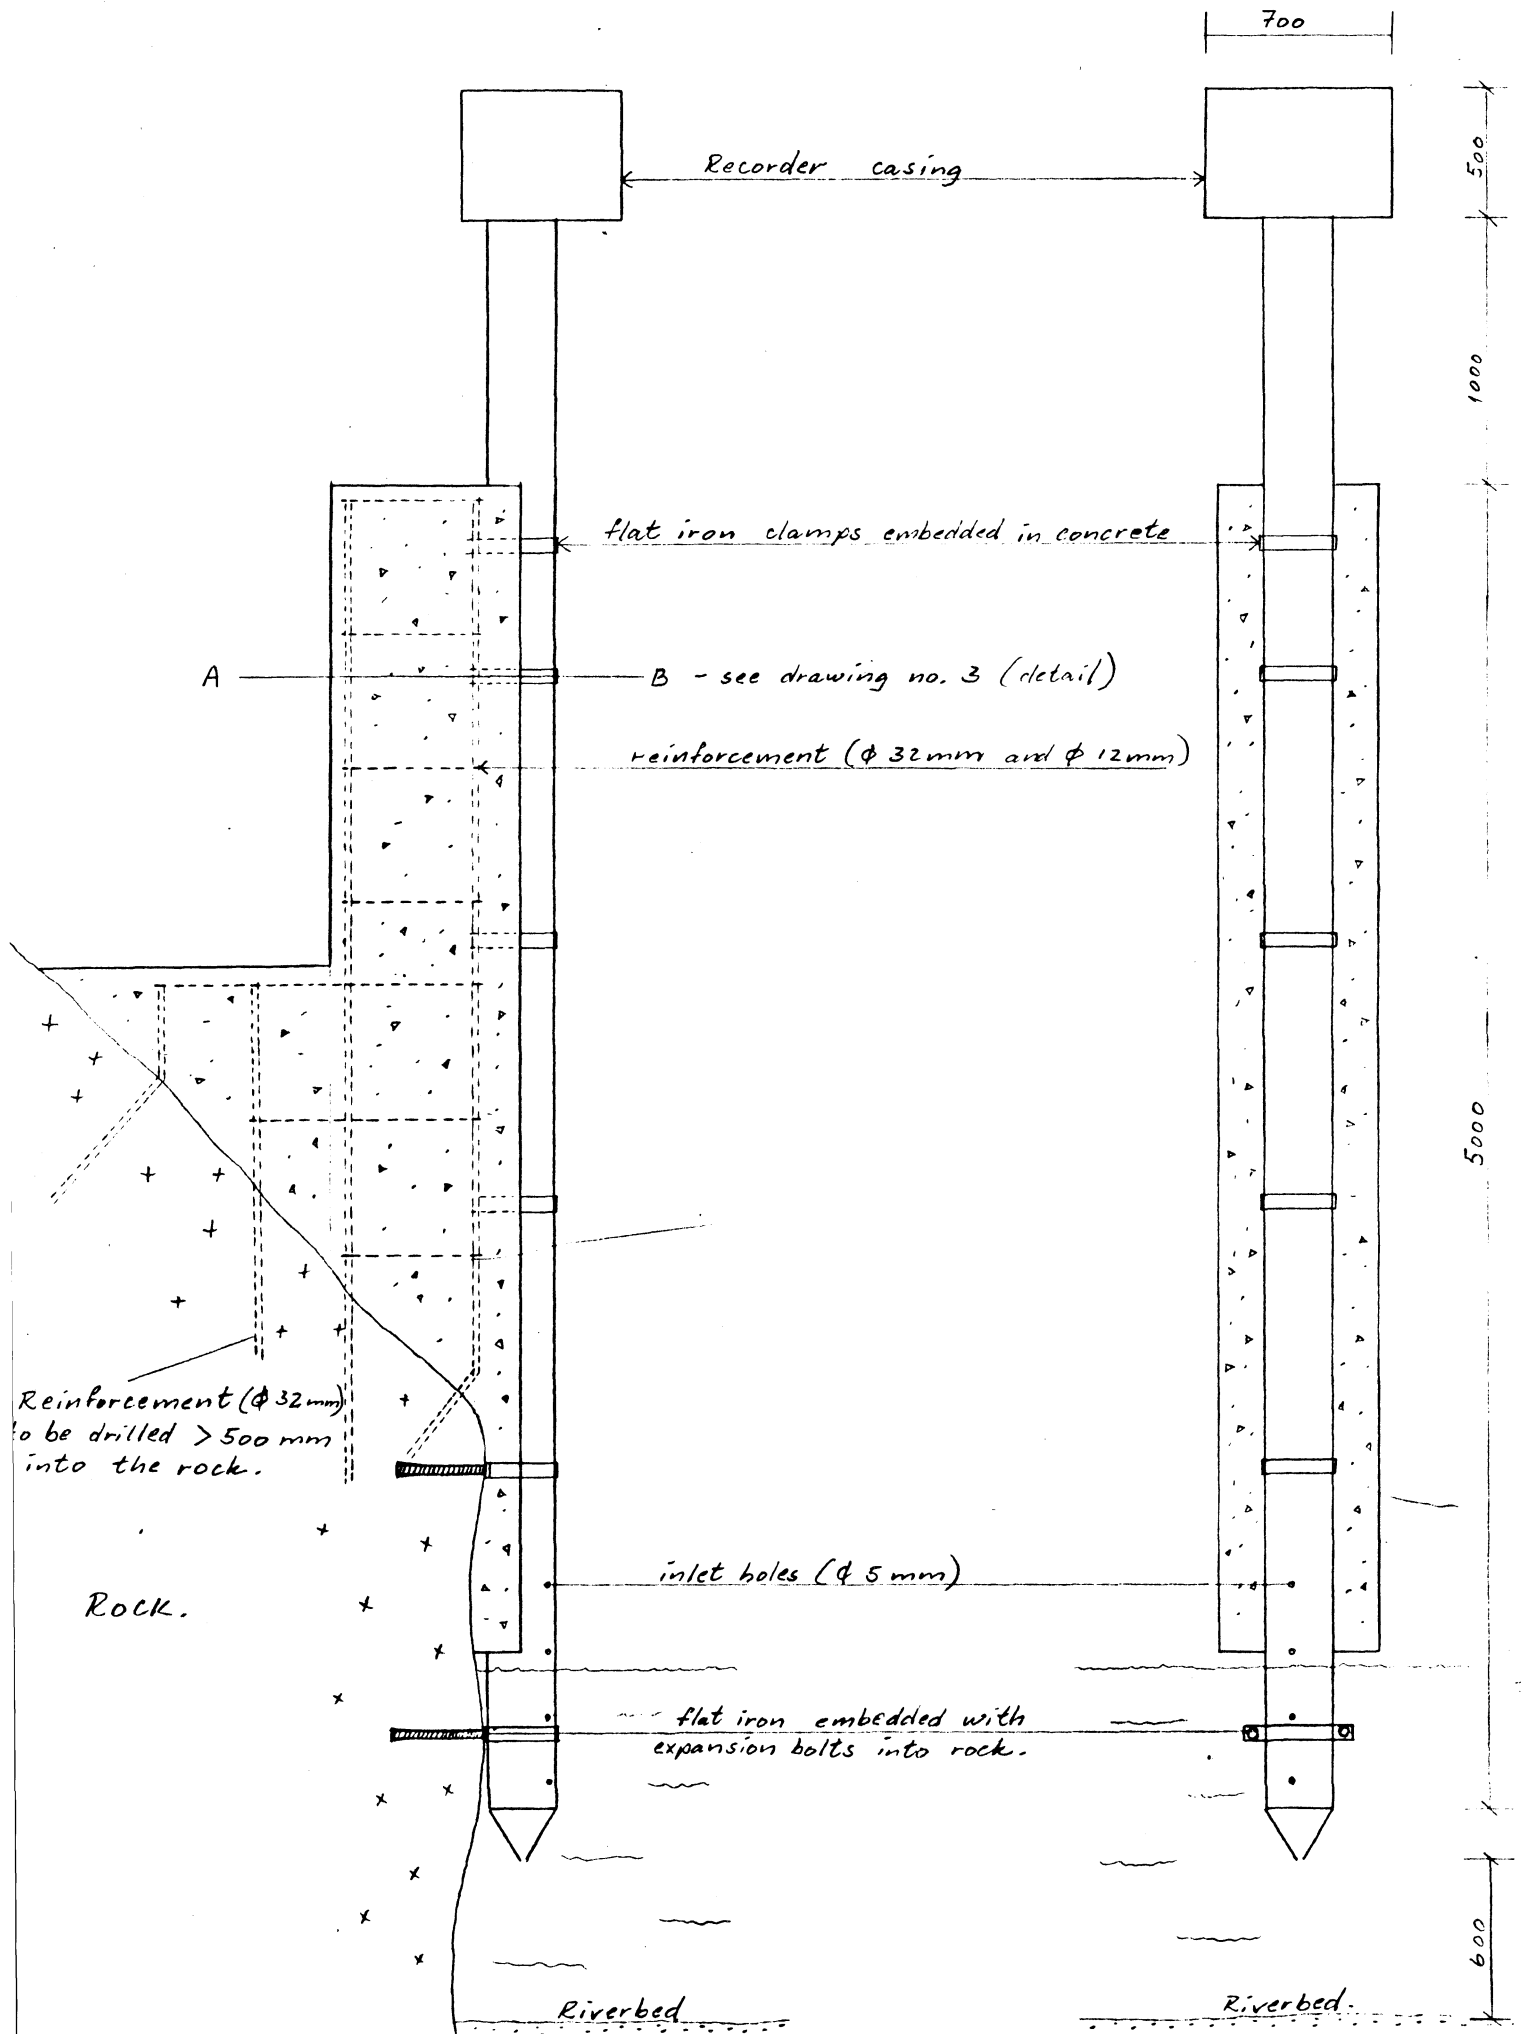 700
500
Recorder casing
1000
flat iron clamps embedded in concrete
A
B - see drawing no. 3 (detail)
reinforcement (ϕ 32mm and ϕ 12mm)
5000
Reinforcement (ϕ 32mm)
to be drilled > 500 mm
into the rock.
inlet holes (ϕ 5 mm)
Rock.
flat iron embedded with
expansion bolts into rock.
600
Riverbed
Riverbed.